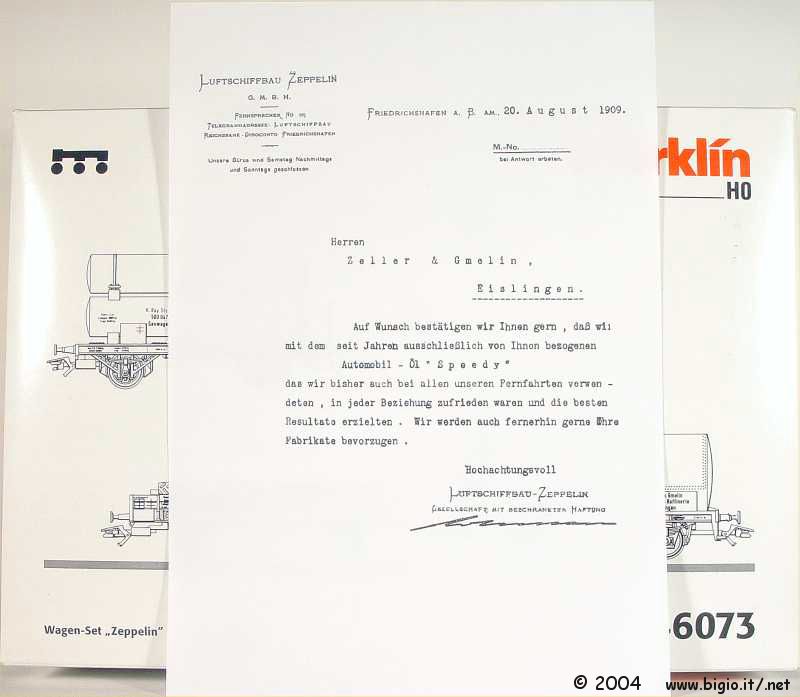 LUFTSCHIFFBAU ZEPPELIN
G. M. B. H.
FERNSPRECHER NO
TELEGRAMMADRESSE: LUFTSCHIFFBAU
REICHSBANK-GIROCONTO FRIEDRICHSHAFEN
Unsere Büros sind Samstag Nachmittags
und Sonntags geschlossen
FRIEDRICHSHAFEN A. B. AM 20. August 1909.
M.-No.
bei Antwort erbeten.
Herren
Zeller & Gmelin,
Eislingen.
Auf Wunsch bestätigen wir Ihnen gern, daß wir
mit dem seit Jahren ausschließlich von Ihnen bezogenen
Automobil - Öl "Speedy"
das wir bisher auch bei allen unseren Fernfahrten verwen -
deten, in jeder Beziehung zufrieden waren und die besten
Resultate erzielten. Wir werden auch fernerhin gerne Ihre
Fabrikate bevorzugen.
Hochachtungsvoll
LUFTSCHIFFBAU-ZEPPELIN
GESELLSCHAFT MIT BESCHRÄNKTER HAFTUNG
rklin
H0
Gmelin
Raffinerie
Wagen-Set „Zeppelin"
6073
© 2004 www.bigio.it/.net